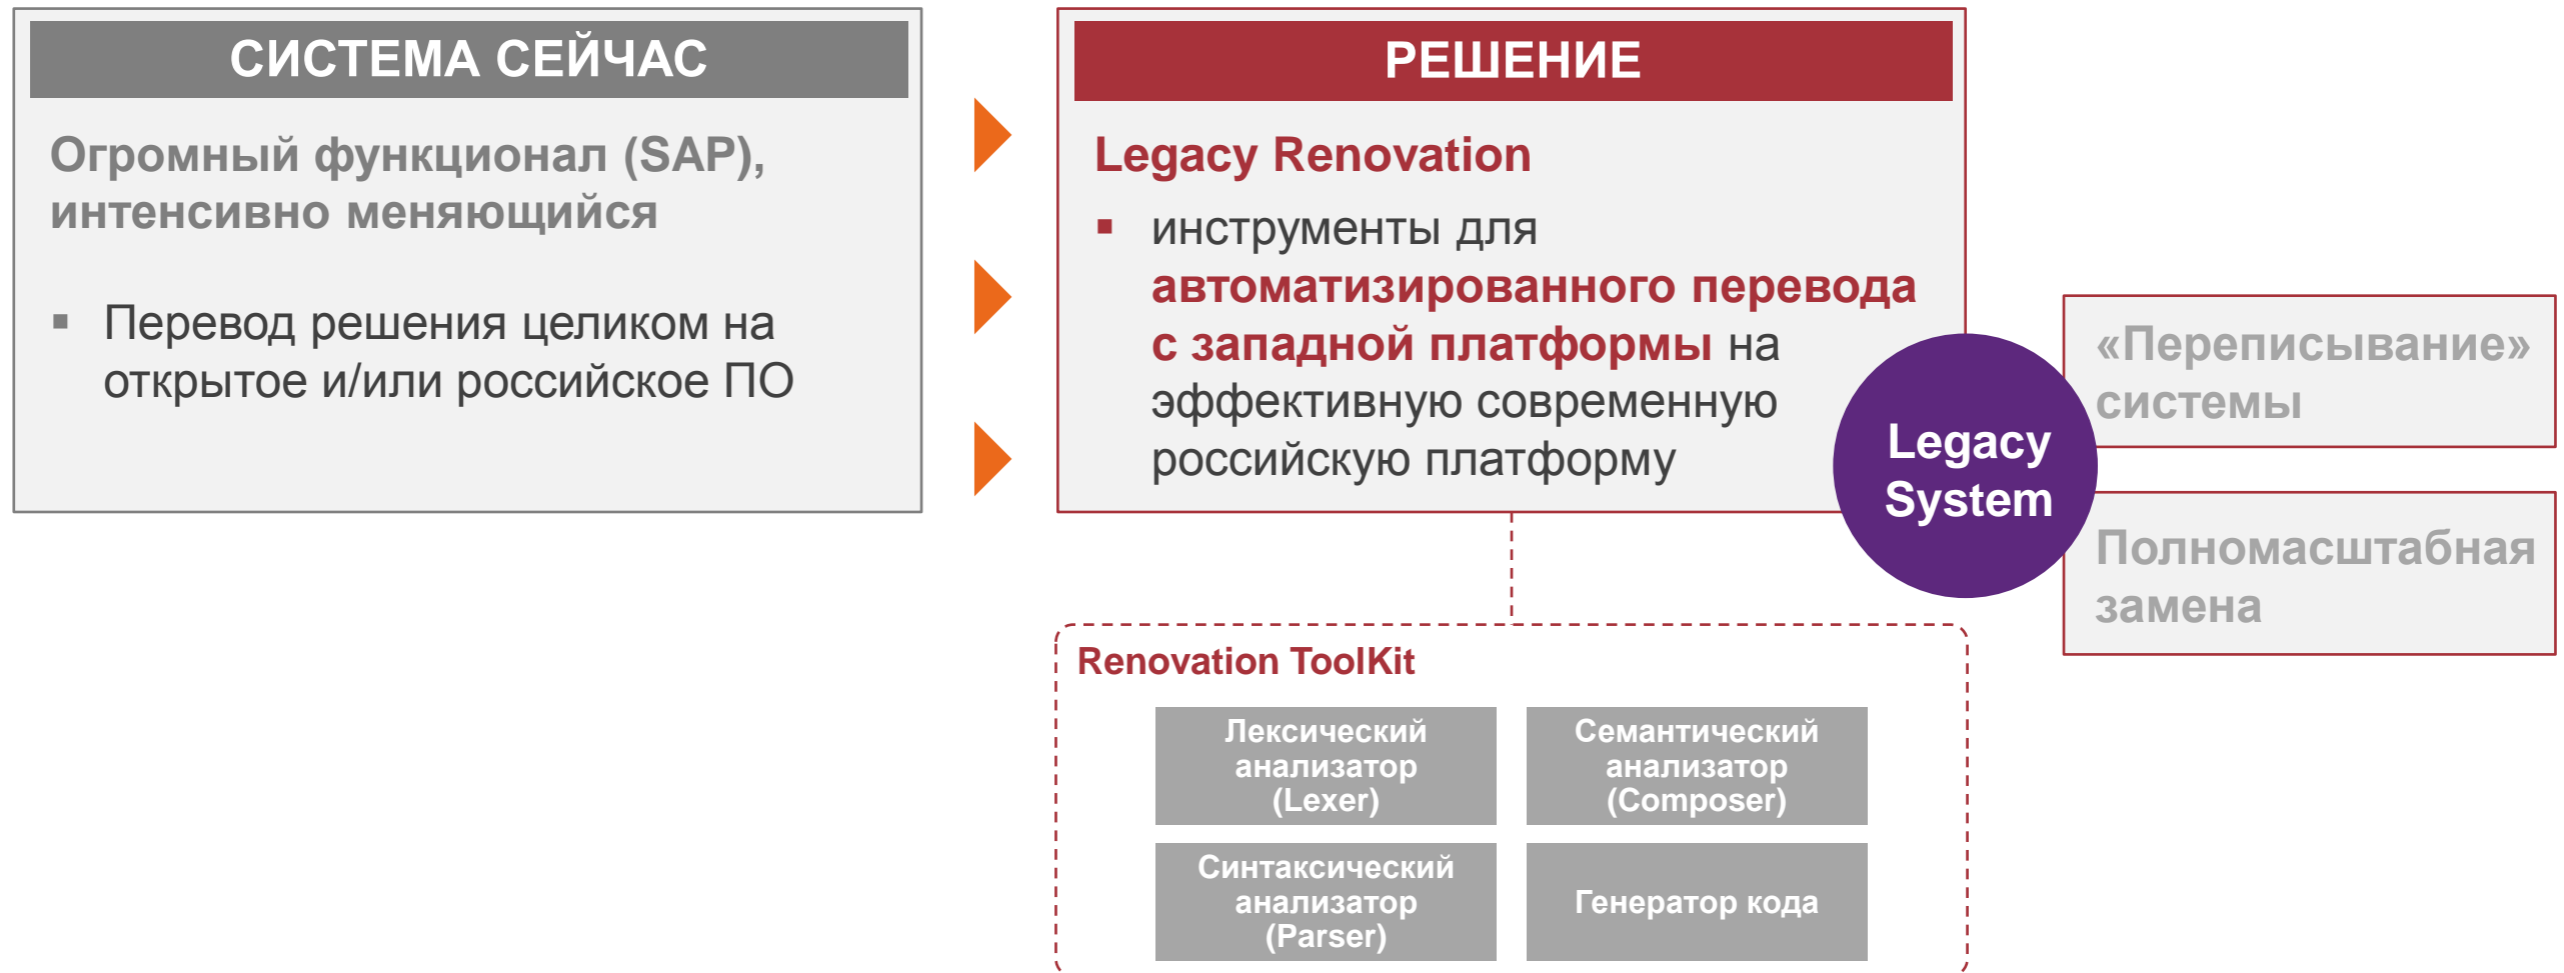 СИСТЕМА СЕЙЧАС
Огромный функционал (SAP),
интенсивно меняющийся
▪ Перевод решения целиком на
открытое и/или российское ПО
РЕШЕНИЕ
Legacy Renovation
▪ инструменты для
автоматизированного перевода
с западной платформы на
эффективную современную
российскую платформу
Legacy
System
«Переписывание»
системы
Полномасштабная
замена
Renovation ToolKit
Лексический
анализатор
(Lexer)
Семантический
анализатор
(Composer)
Синтаксический
анализатор
(Parser)
Генератор кода